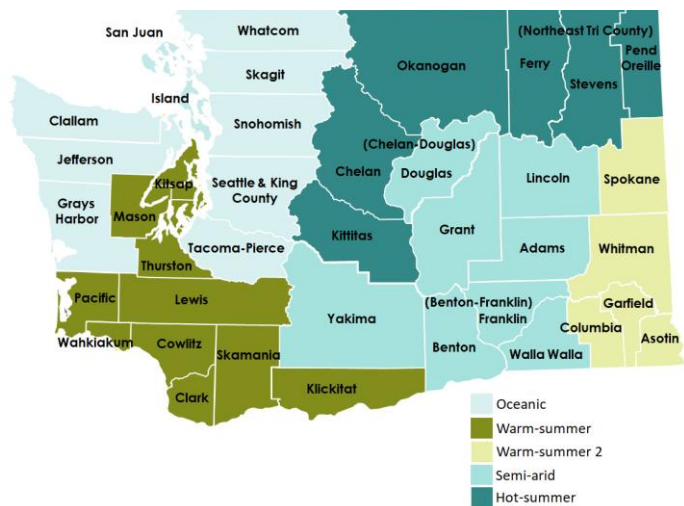 San Juan
Whatcom
(Northeast Tri County)
Okanogan
Ferry
Stevens
Pend
Oreille
Skagit
Island
Clallam
Snohomish
Jefferson
(Chelan-Douglas)
Chelan
Douglas
Lincoln
Spokane
Kitsap
Seattle & King
County
Grays
Harbor
Mason
Kittitas
Grant
Tacoma-Pierce
Adams
Whitman
Thurston
Pacific
Lewis
Yakima
(Benton-Franklin)
Franklin
Garfield
Columbia
Asotin
Wahkiakum
Cowlitz
Skamania
Benton
Walla Walla
Clark
Klickitat
Oceanic
Warm-summer
Warm-summer 2
Semi-arid
Hot-summer